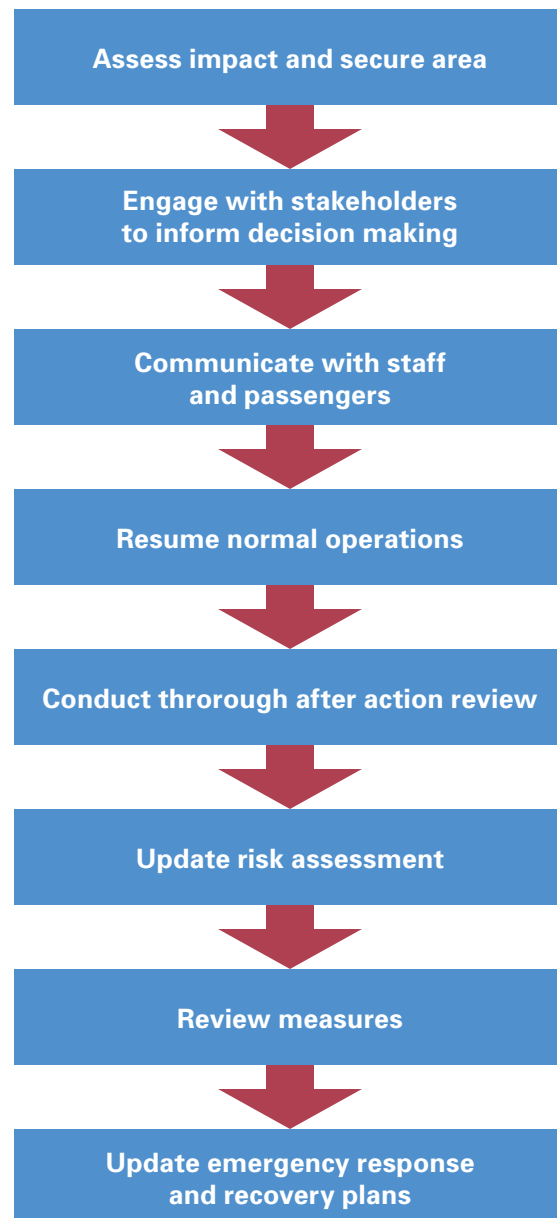 Assess impact and secure area
Engage with stakeholders
to inform decision making
Communicate with staff
and passengers
Resume normal operations
Conduct throrough after action review
Update risk assessment
Review measures
Update emergency response
and recovery plans